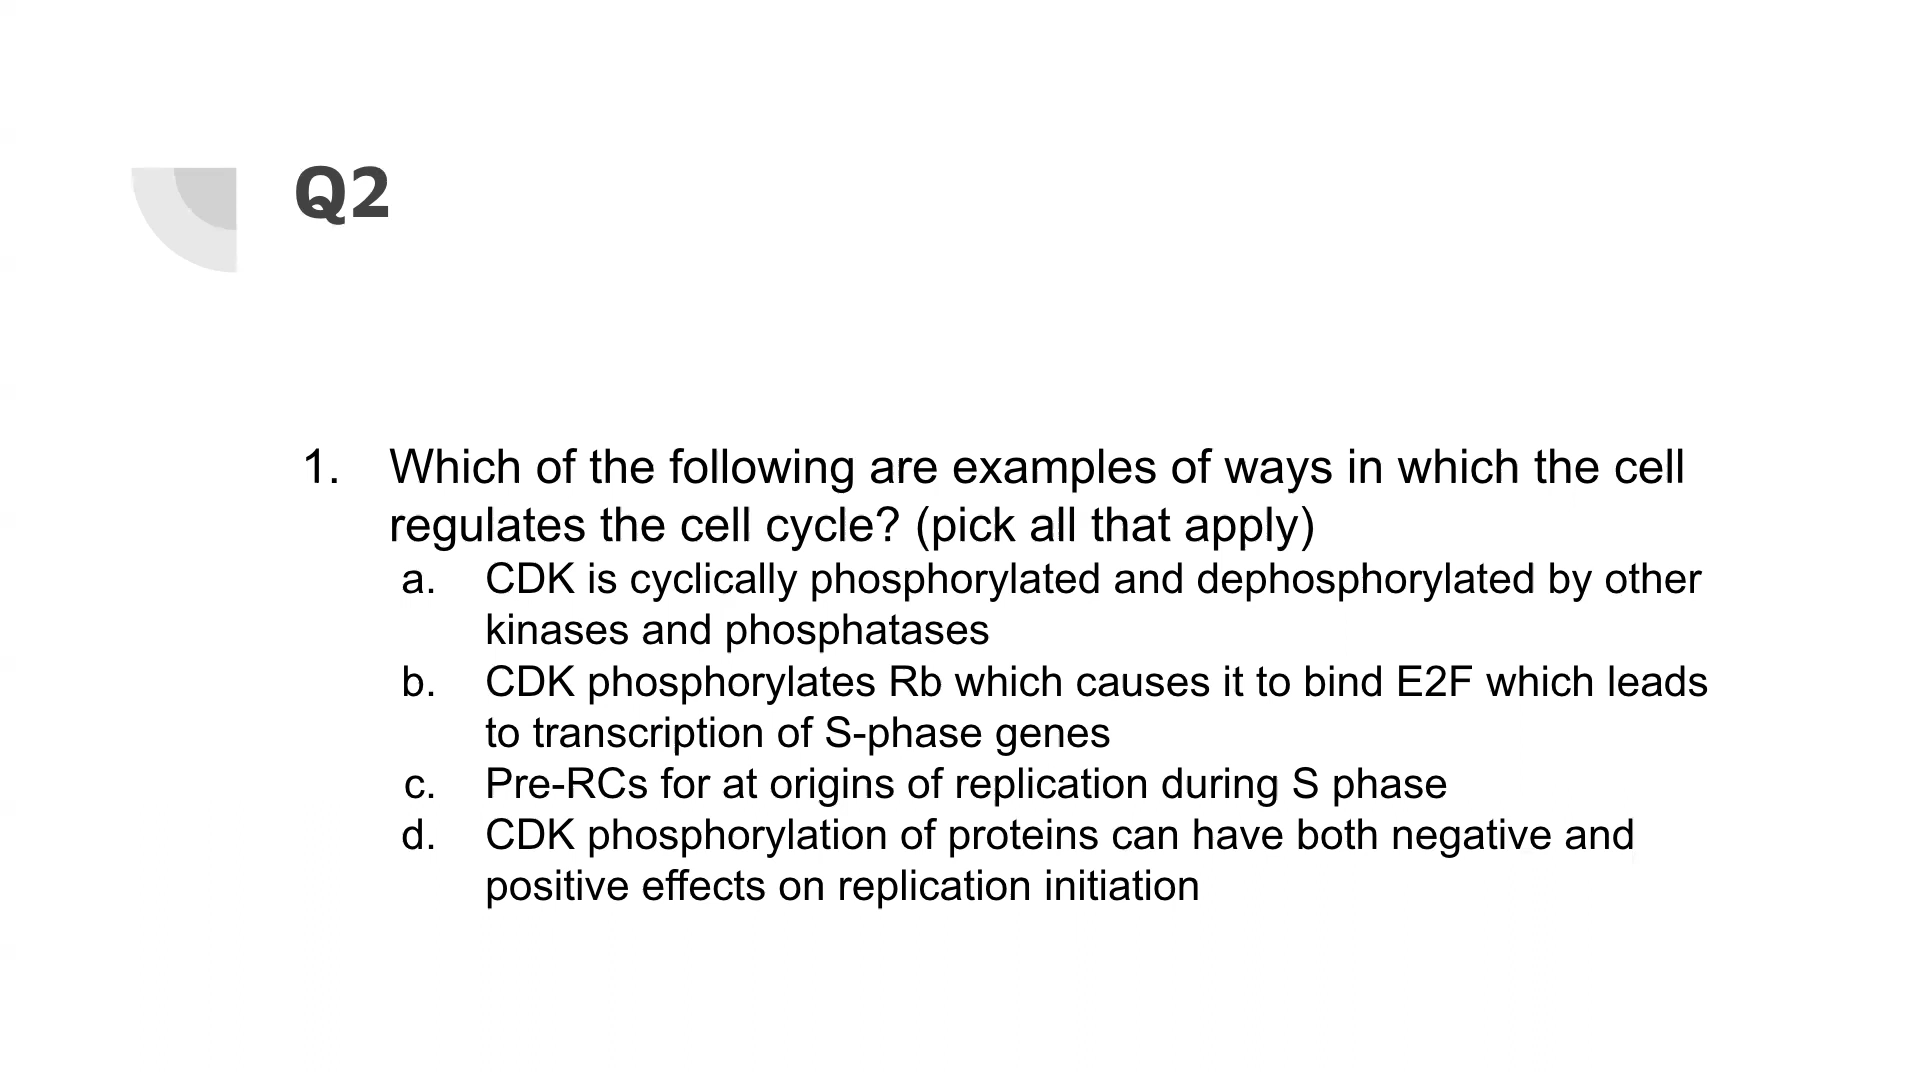 Q2
1. Which of the following are examples of ways in which the cell
regulates the cell cycle? (pick all that apply)
a. CDK is cyclically phosphorylated and dephosphorylated by other
kinases and phosphatases
b. CDK phosphorylates Rb which causes it to bind E2F which leads
to transcription of S-phase genes
c. Pre-RCs for at origins of replication during S phase
d. CDK phosphorylation of proteins can have both negative and
positive effects on replication initiation